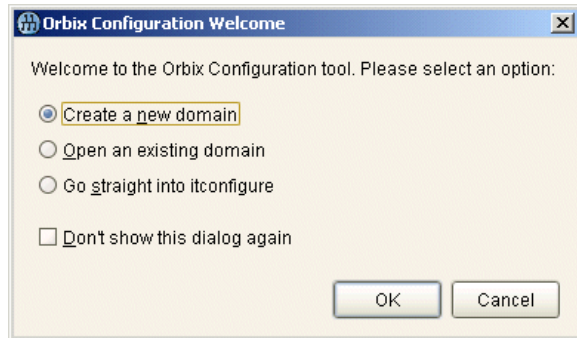 Orbix Configuration Welcome
Welcome to the Orbix Configuration tool. Please select an option:
Create a new domain
Open an existing domain
Go straight into itconfigure
Don't show this dialog again
OK Cancel